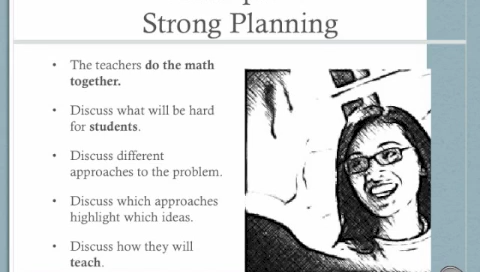 Strong Planning
The teachers do the math
together.
Discuss what will be hard
for students.
Discuss different
approaches to the problem.
Discuss which approaches
highlight which ideas.
Discuss how they will
teach.